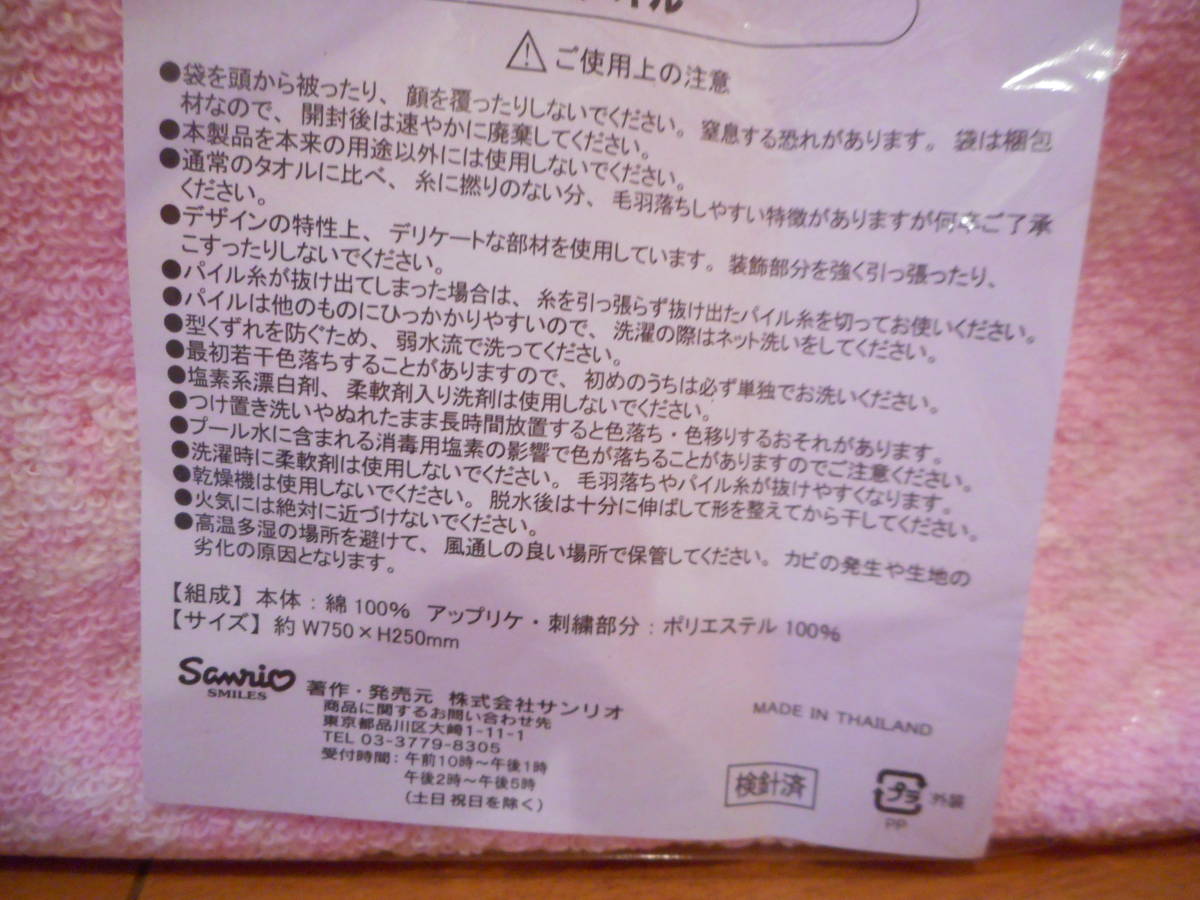 イル
ご使用上の注意
●袋を頭から被ったり、顔を覆ったりしないでください。窒息する恐れがあります。袋は梱包
材なので、開封後は速やかに廃棄してください。
●本製品を本来の用途以外には使用しないでください。
●通常のタオルに比べ、糸に撚りのない分、毛羽落ちしやすい特徴がありますが何卒ご了承
ください。
●デザインの特性上、デリケートな部材を使用しています。装飾部分を強く引っ張ったり、
こすったりしないでください。
●パイル糸が抜け出てしまった場合は、糸を引っ張らず抜け出たパイル糸を切ってお使いください。
●パイルは他のものにひっかかりやすいので、洗濯の際はネット洗いをしてください。
●型くずれを防ぐため、弱水流で洗ってください。
●最初若干色落ちすることがありますので、初めのうちは必ず単独でお洗いください。
●塩素系漂白剤、柔軟剤入り洗剤は使用しないでください。
●つけ置き洗いやぬれたまま長時間放置すると色落ち・色移りするおそれがあります。
●プール水に含まれる消毒用塩素の影響で色が落ちることがありますのでご注意ください。
●洗濯時に柔軟剤は使用しないでください。毛羽落ちやパイル糸が抜けやすくなります。
●乾燥機は使用しないでください。脱水後は十分に伸ばして形を整えてから干してください。
●火気には絶対に近づけないでください。
●高温多湿の場所を避けて、風通しの良い場所で保管してください。カビの発生や生地の
劣化の原因となります。
【組成】本体：綿100% アップリケ・刺繍部分：ポリエステル100%
【サイズ】約W750×H250mm
Sanrio
SMILES
著作・発売元 株式会社サンリオ
商品に関するお問い合わせ先
東京都品川区大崎1-11-1
TEL 03-3779-8305
受付時間：午前10時～午後1時
午後2時～午後5時
（土日祝日を除く）
MADE IN THAILAND
検針済
プラ 外装
PP